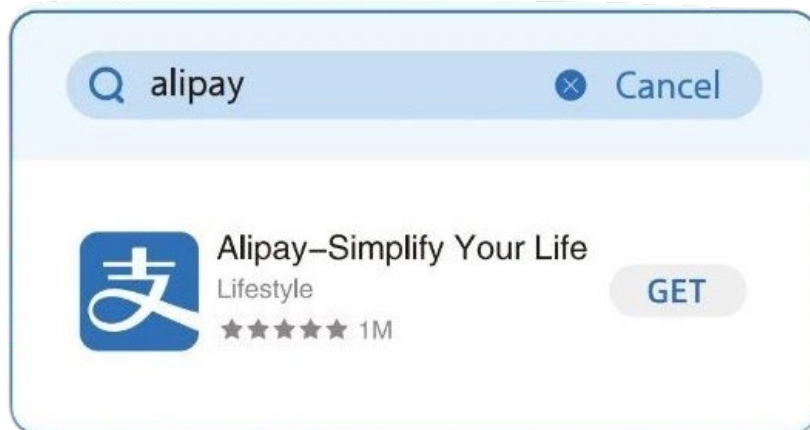 alipay Cancel
支
Alipay–Simplify Your Life
Lifestyle
GET
1M